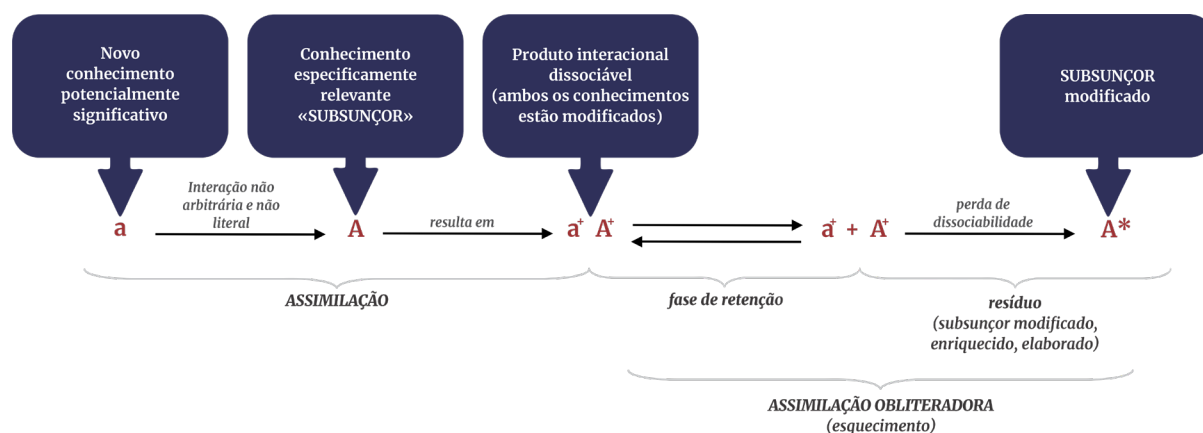 Novo
conhecimento
potencialmente
significativo
Conhecimento
especificamente
relevante
«SUBSUNÇOR»
Produto interacional
dissociável
(ambos os conhecimentos
estão modificados)
SUBSUNÇOR
modificado
a
Interação não
arbitrária e não
literal
A
resulta em
a⁺ A⁺
a⁺ + A⁺
perda de
dissociabilidade
A*
ASSIMILAÇÃO
fase de retenção
resíduo
(subsunçor modificado,
enriquecido, elaborado)
ASSIMILAÇÃO OBLITERADORA
(esquecimento)